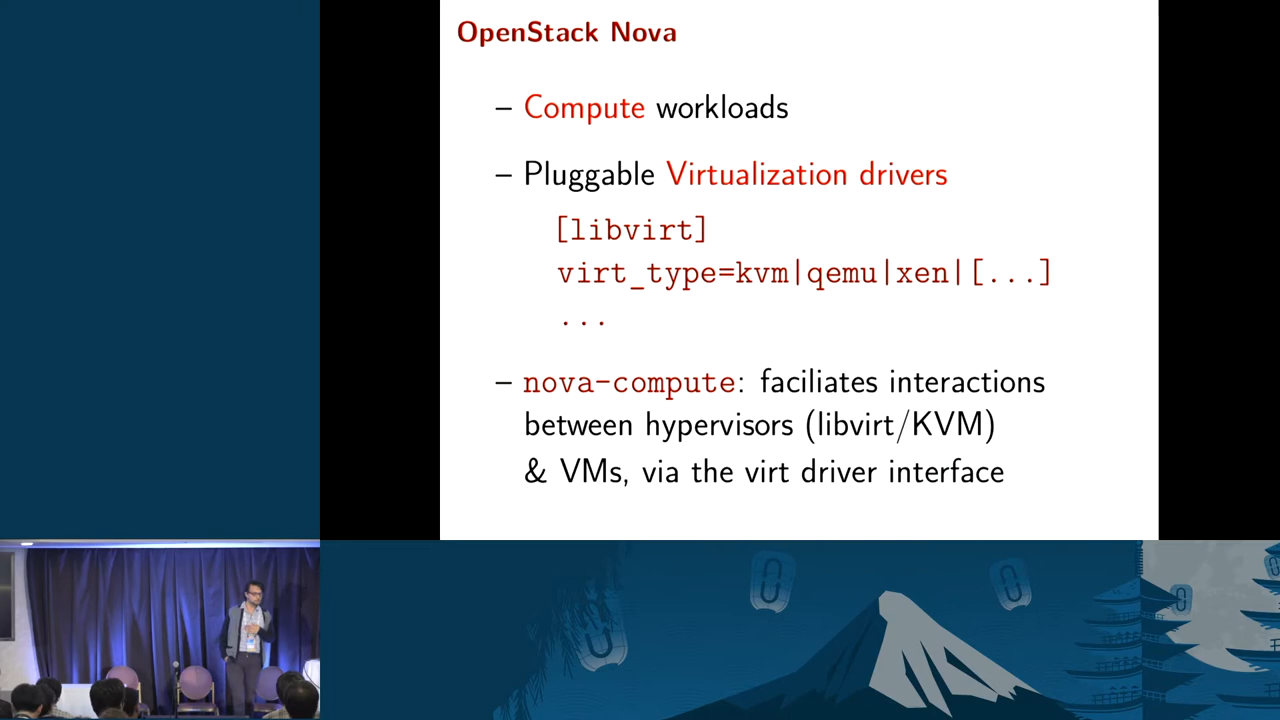 OpenStack Nova
– Compute workloads
– Pluggable Virtualization drivers
[libvirt]
virt_type=kvm|qemu|xen|[...]
...
– nova-compute: faciliates interactions
between hypervisors (libvirt/KVM)
& VMs, via the virt driver interface